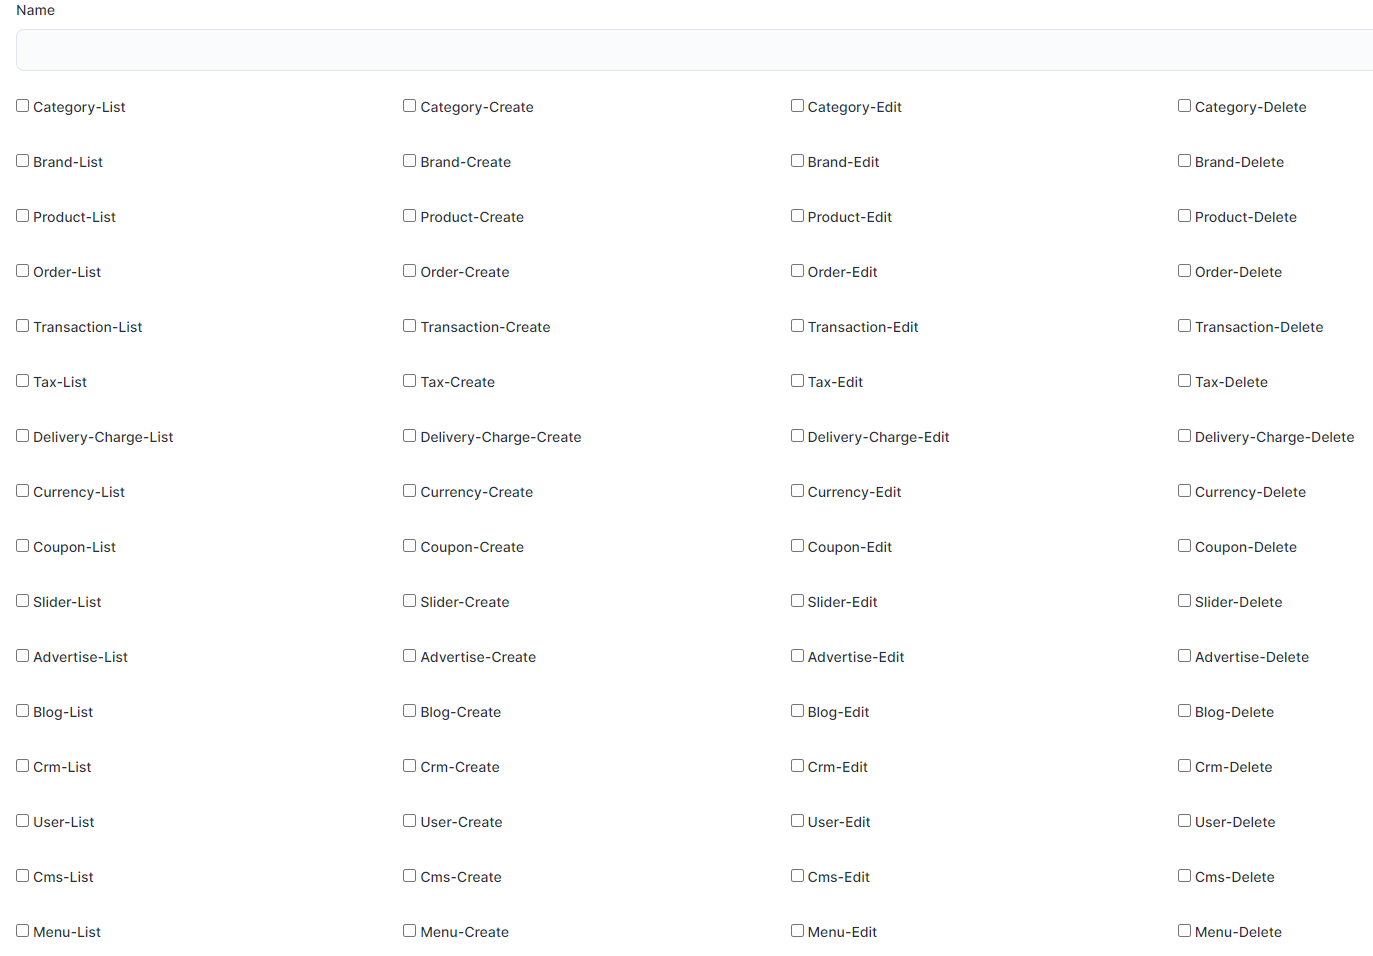 Name
Category-List Category-Create Category-Edit Category-Delete
Brand-List Brand-Create Brand-Edit Brand-Delete
Product-List Product-Create Product-Edit Product-Delete
Order-List Order-Create Order-Edit Order-Delete
Transaction-List Transaction-Create Transaction-Edit Transaction-Delete
Tax-List Tax-Create Tax-Edit Tax-Delete
Delivery-Charge-List Delivery-Charge-Create Delivery-Charge-Edit Delivery-Charge-Delete
Currency-List Currency-Create Currency-Edit Currency-Delete
Coupon-List Coupon-Create Coupon-Edit Coupon-Delete
Slider-List Slider-Create Slider-Edit Slider-Delete
Advertise-List Advertise-Create Advertise-Edit Advertise-Delete
Blog-List Blog-Create Blog-Edit Blog-Delete
Crm-List Crm-Create Crm-Edit Crm-Delete
User-List User-Create User-Edit User-Delete
Cms-List Cms-Create Cms-Edit Cms-Delete
Menu-List Menu-Create Menu-Edit Menu-Delete